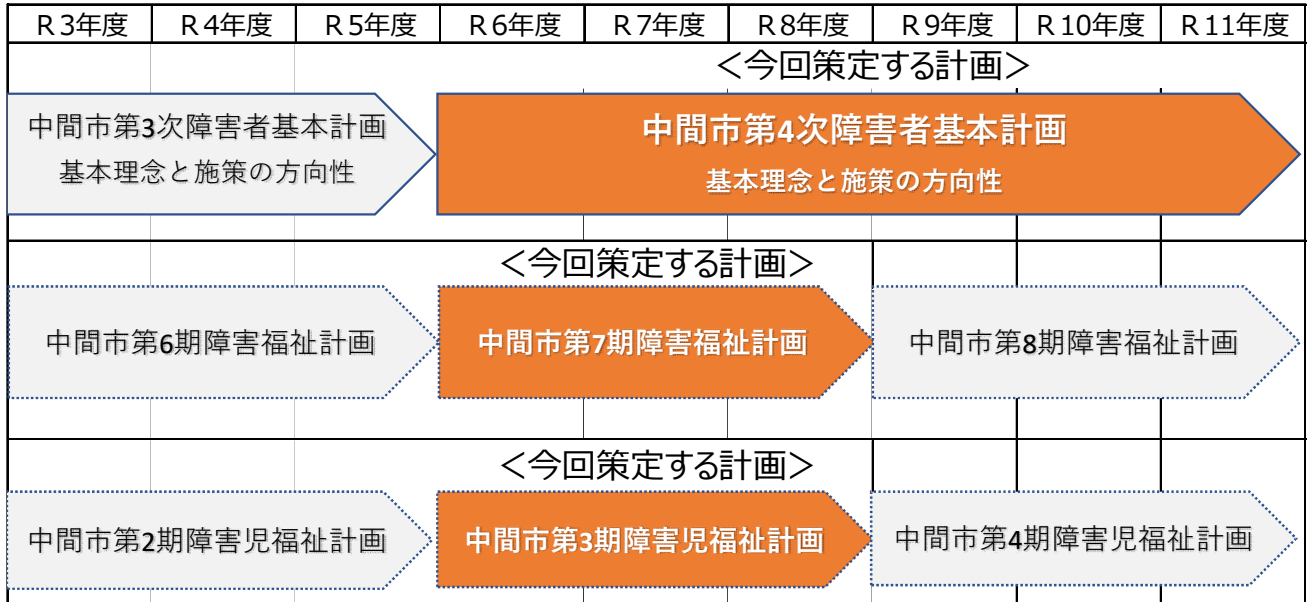 R3年度 R4年度 R5年度 R6年度 R7年度 R8年度 R9年度 R10年度 R11年度
＜今回策定する計画＞
中間市第3次障害者基本計画
基本理念と施策の方向性
中間市第4次障害者基本計画
基本理念と施策の方向性
＜今回策定する計画＞
中間市第6期障害福祉計画
中間市第7期障害福祉計画
中間市第8期障害福祉計画
＜今回策定する計画＞
中間市第2期障害児福祉計画
中間市第3期障害児福祉計画
中間市第4期障害児福祉計画